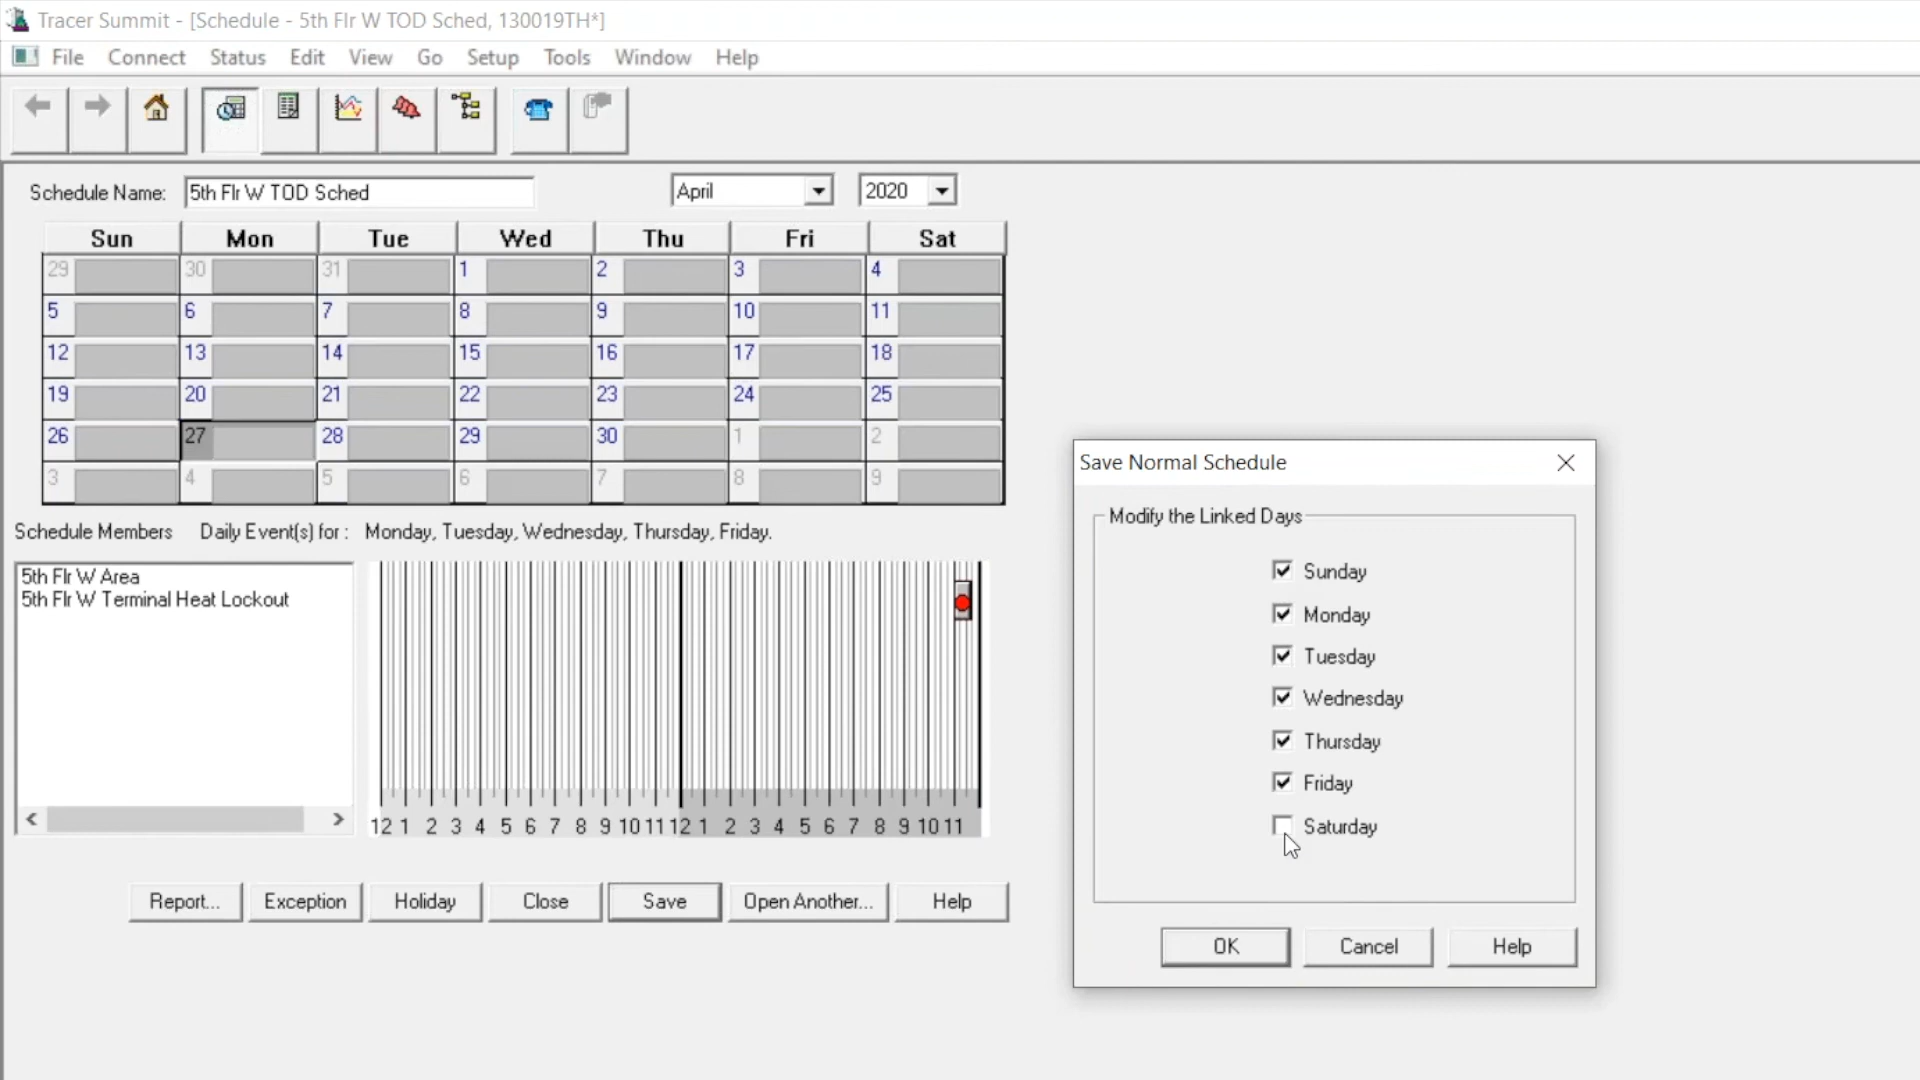 Tracer Summit - [Schedule - 5th Flr W TOD Sched, 130019TH*]
File Connect Status Edit View Go Setup Tools Window Help
Schedule Name: 5th Flr W TOD Sched April 2020
Sun Mon Tue Wed Thu Fri Sat
29 30 31 1 2 3 4
5 6 7 8 9 10 11
12 13 14 15 16 17 18
19 20 21 22 23 24 25
26 27 28 29 30 1 2
3 4 5 6 7 8 9
Schedule Members Daily Event(s) for : Monday, Tuesday, Wednesday, Thursday, Friday.
5th Flr W Area
5th Flr W Terminal Heat Lockout
12 1 2 3 4 5 6 7 8 9 10 11 12 1 2 3 4 5 6 7 8 9 10 11
Report... Exception Holiday Close Save Open Another... Help
Save Normal Schedule
Modify the Linked Days
Sunday
Monday
Tuesday
Wednesday
Thursday
Friday
Saturday
OK Cancel Help